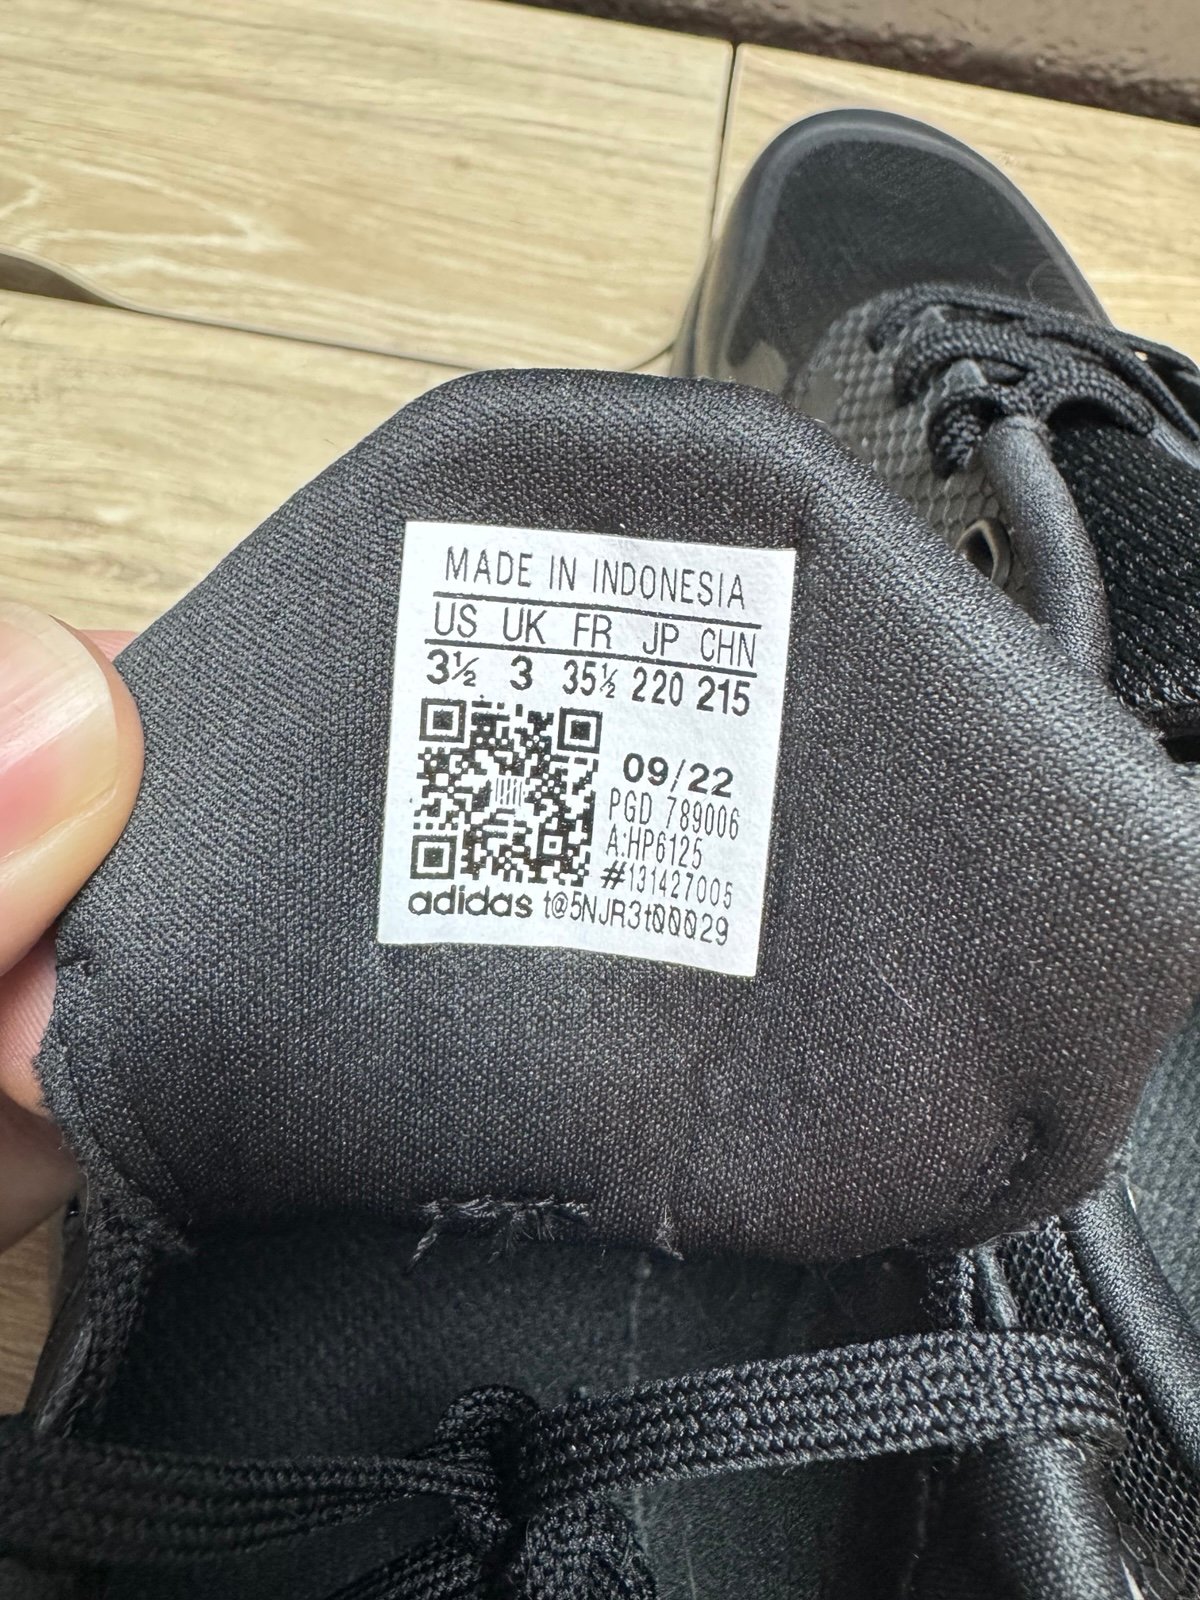 MADE IN INDONESIA
US UK FR JP CHN
3½ 3 35½ 220 215
09/22
PGD 789006
A:HP6125
#131427005
adidas t@5NJR3t00029